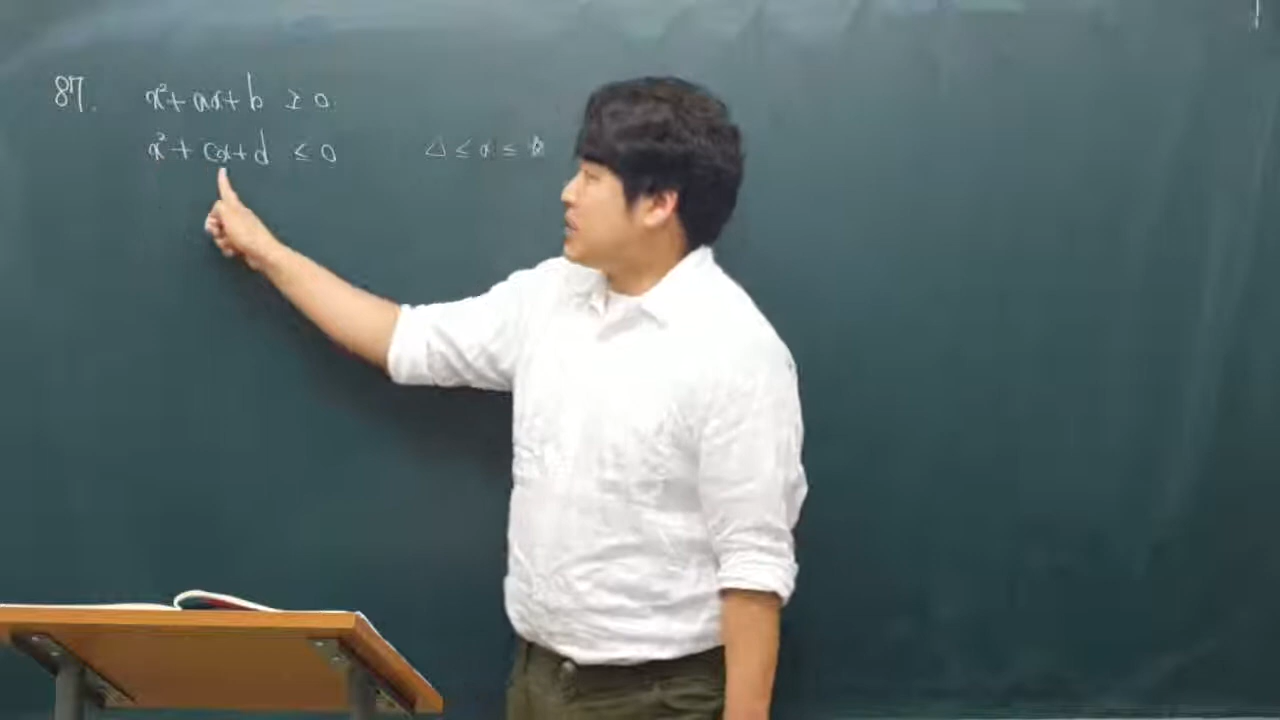 87. x²+ax+b ≥ 0
x²+cx+d ≤ 0 △ ≤ x ≤